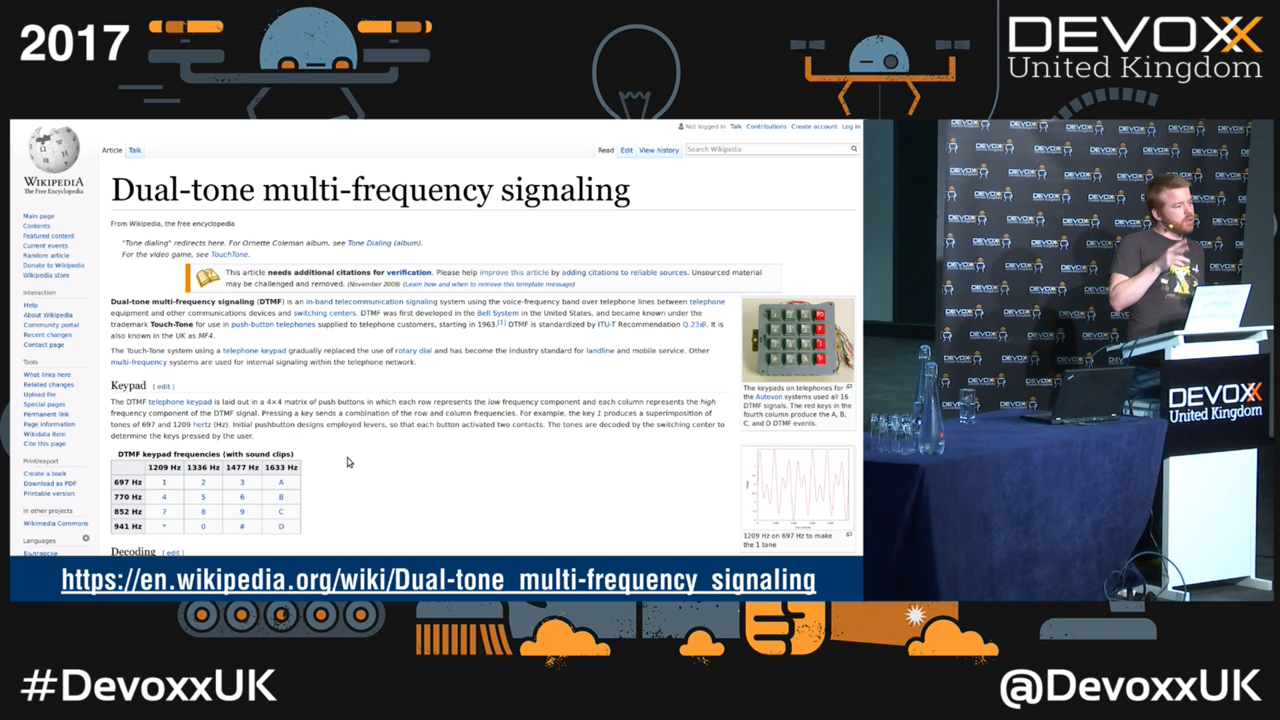 2017
DEVOXX
United Kingdom
Not logged in Talk Contributions Create account Log in
Article Talk
Read Edit View history Search Wikipedia
WIKIPEDIA
The Free Encyclopedia
Main page
Contents
Featured content
Current events
Random article
Donate to Wikipedia
Wikipedia store
Interaction
Help
About Wikipedia
Community portal
Recent changes
Contact page
Tools
What links here
Related changes
Upload file
Special pages
Permanent link
Page information
Wikidata item
Cite this page
Print/export
Create a book
Download as PDF
Printable version
In other projects
Wikimedia Commons
Languages
Български
Dual-tone multi-frequency signaling
From Wikipedia, the free encyclopedia
"Tone dialing" redirects here. For Ornette Coleman album, see Tone Dialing (album).
For the video game, see TouchTone.
This article needs additional citations for verification. Please help improve this article by adding citations to reliable sources. Unsourced material
may be challenged and removed. (November 2009) (Learn how and when to remove this template message)
Dual-tone multi-frequency signaling (DTMF) is an in-band telecommunication signaling system using the voice-frequency band over telephone lines between telephone
equipment and other communications devices and switching centers. DTMF was first developed in the Bell System in the United States, and became known under the
trademark Touch-Tone for use in push-button telephones supplied to telephone customers, starting in 1963.[1] DTMF is standardized by ITU-T Recommendation Q.23. It is
also known in the UK as MF4.
The Touch-Tone system using a telephone keypad gradually replaced the use of rotary dial and has become the industry standard for landline and mobile service. Other
multi-frequency systems are used for internal signaling within the telephone network.
Keypad [ edit ]
The DTMF telephone keypad is laid out in a 4×4 matrix of push buttons in which each row represents the low frequency component and each column represents the high
frequency component of the DTMF signal. Pressing a key sends a combination of the row and column frequencies. For example, the key 1 produces a superimposition of
tones of 697 and 1209 hertz (Hz). Initial pushbutton designs employed levers, so that each button activated two contacts. The tones are decoded by the switching center to
determine the keys pressed by the user.
DTMF keypad frequencies (with sound clips)
1209 Hz 1336 Hz 1477 Hz 1633 Hz
697 Hz 1 2 3 A
770 Hz 4 5 6 B
852 Hz 7 8 9 C
941 Hz * 0 # D
Decoding [ edit ]
The keypads on telephones for
the Autovon systems used all 16
DTMF signals. The red keys in the
fourth column produce the A, B,
C, and D DTMF events.
1209 Hz on 697 Hz to make
the 1 tone
https://en.wikipedia.org/wiki/Dual-tone_multi-frequency_signaling
DEVOXX
United Kingdom
#DevoxxUK
@DevoxxUK